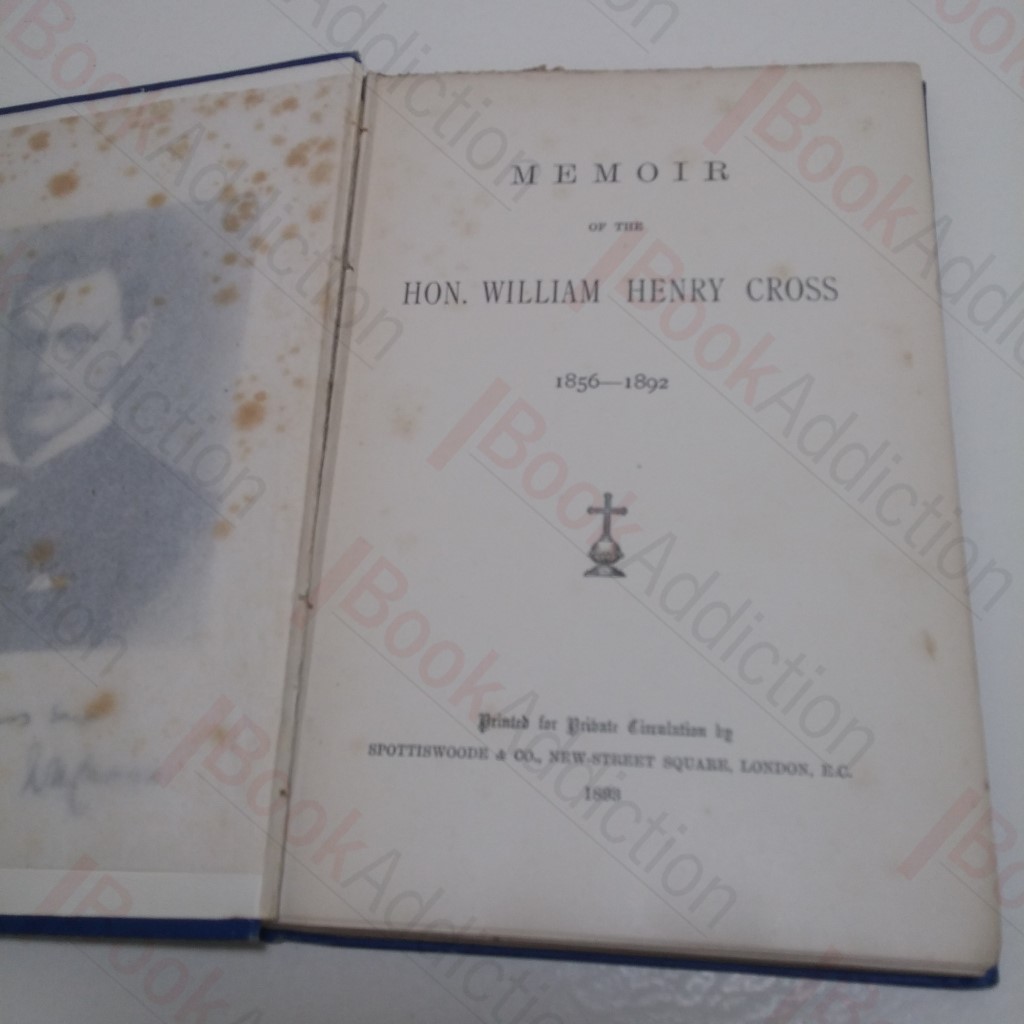 MEMOIR
OF THE
HON. WILLIAM HENRY CROSS
1856—1892
Printed for Private Circulation by
SPOTTISWOODE & CO., NEW-STREET SQUARE, LONDON, E.C.
1893
BookAddiction